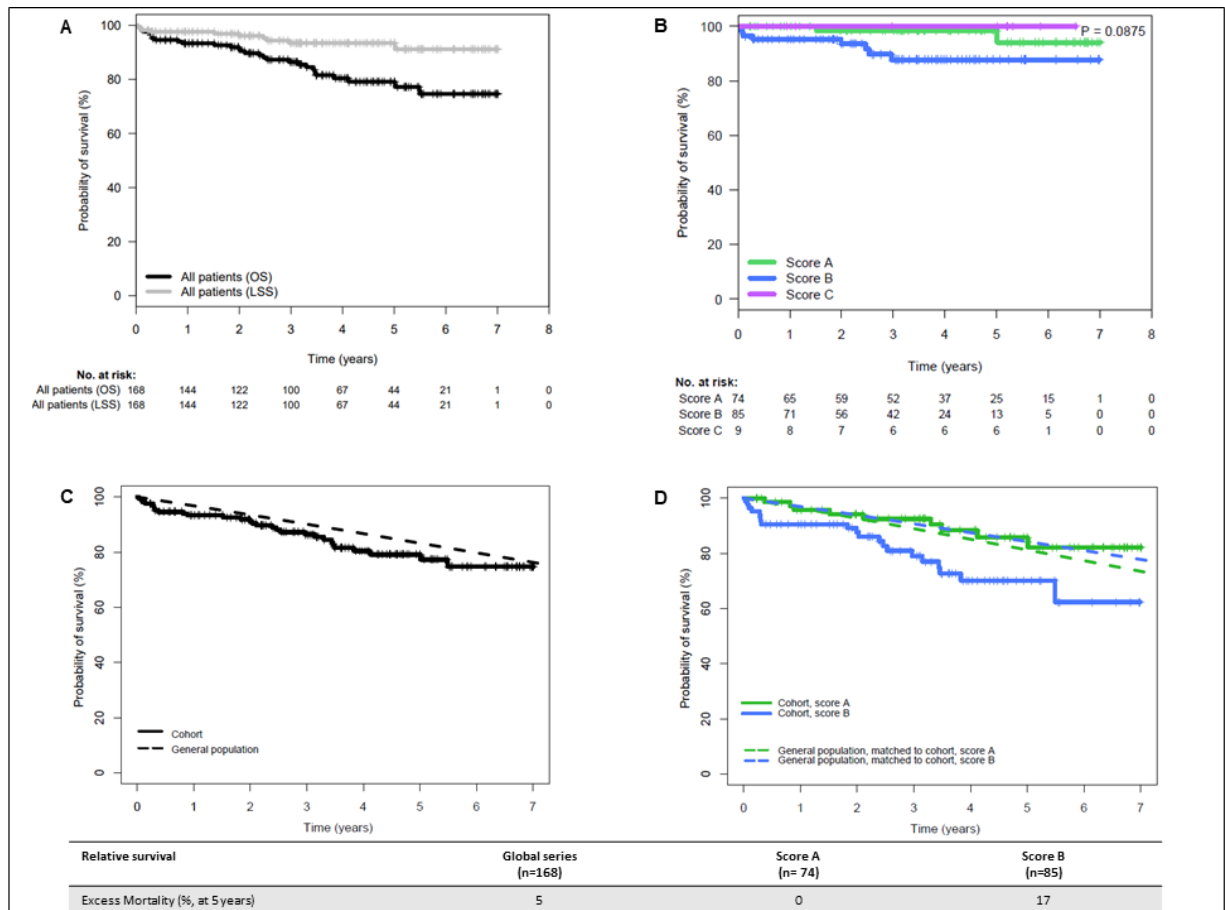 A
Probability of survival (%)
100
80
60
40
20
0
All patients (OS)
All patients (LSS)
0 1 2 3 4 5 6 7 8
Time (years)
No. at risk:
All patients (OS) 168 144 122 100 67 44 21 1 0
All patients (LSS) 168 144 122 100 67 44 21 1 0
B
P = 0.0875
Probability of survival (%)
100
80
60
40
20
0
Score A
Score B
Score C
0 1 2 3 4 5 6 7 8
Time (years)
No. at risk:
Score A 74 65 59 52 37 25 15 1 0
Score B 85 71 56 42 24 13 5 0 0
Score C 9 8 7 6 6 6 1 0 0
C
Probability of survival (%)
100
80
60
40
20
0
Cohort
General population
0 1 2 3 4 5 6 7
Time (years)
D
Probability of survival (%)
100
80
60
40
20
0
Cohort, score A
Cohort, score B
General population, matched to cohort, score A
General population, matched to cohort, score B
0 1 2 3 4 5 6 7
Time (years)
Relative survival Global series Score A Score B
(n=168) (n= 74) (n=85)
Excess Mortality (%, at 5 years) 5 0 17